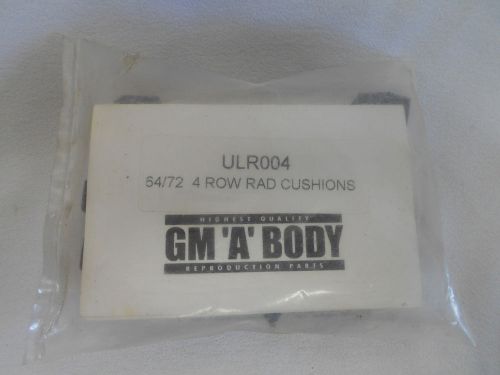 ULR004
64/72 4 ROW RAD CUSHIONS
HIGHEST QUALITY
GM 'A' BODY
REPRODUCTION PARTS